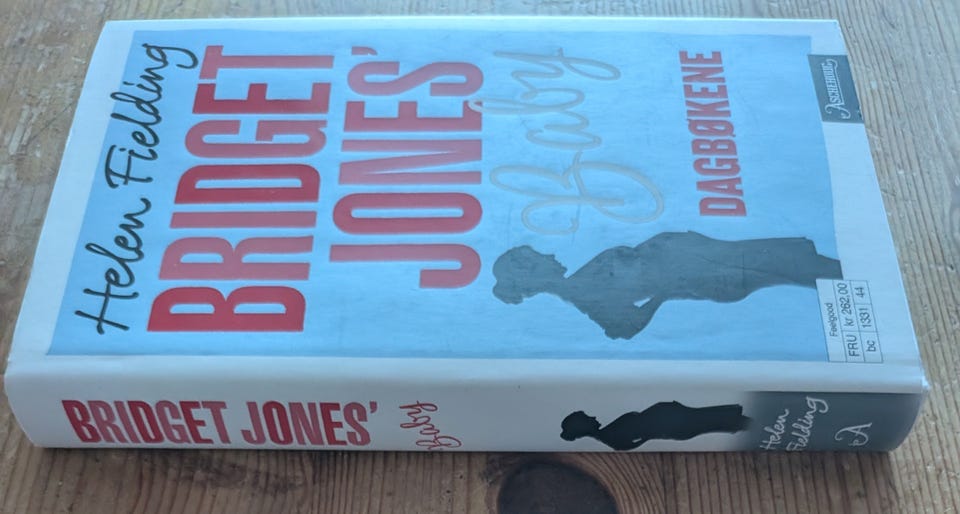 Helen Fielding
BRIDGET
JONES'
Baby
DAGBØKENE
ASCHEHOUG
Feelgood
FRU kr 262,00
bc 1331 44
BRIDGET JONES'
Baby
Helen
Fielding
A